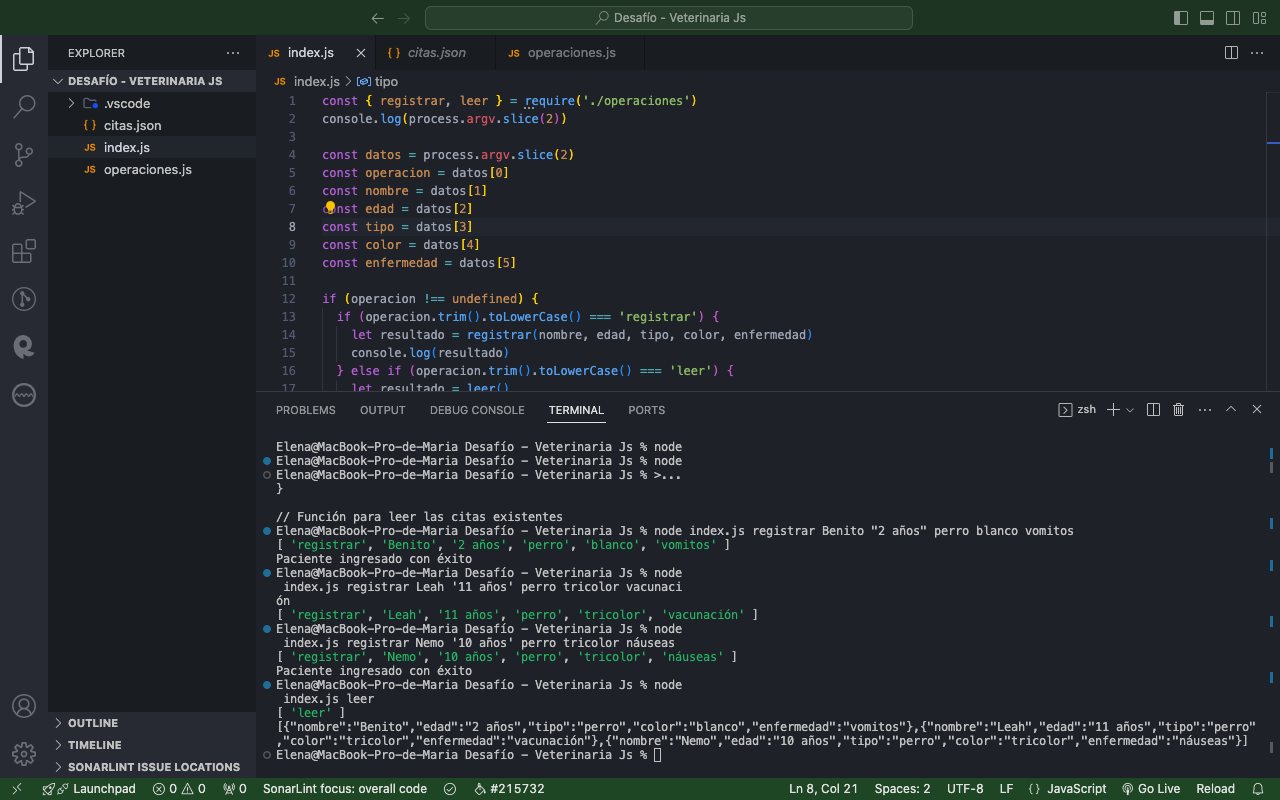 Desafío - Veterinaria Js
EXPLORER
DESAFÍO - VETERINARIA JS
.vscode
{ } citas.json
JS index.js
JS operaciones.js
OUTLINE
TIMELINE
SONARLINT ISSUE LOCATIONS
JS index.js
{ } citas.json
JS operaciones.js
JS index.js > tipo
1 const { registrar, leer } = require('./operaciones')
2 console.log(process.argv.slice(2))
3
4 const datos = process.argv.slice(2)
5 const operacion = datos[0]
6 const nombre = datos[1]
7 const edad = datos[2]
8 const tipo = datos[3]
9 const color = datos[4]
10 const enfermedad = datos[5]
11
12 if (operacion !== undefined) {
13 if (operacion.trim().toLowerCase() === 'registrar') {
14 let resultado = registrar(nombre, edad, tipo, color, enfermedad)
15 console.log(resultado)
16 } else if (operacion.trim().toLowerCase() === 'leer') {
17 let resultado = leer()
PROBLEMS OUTPUT DEBUG CONSOLE TERMINAL PORTS
zsh
Elena@MacBook-Pro-de-Maria Desafío - Veterinaria Js % node
Elena@MacBook-Pro-de-Maria Desafío - Veterinaria Js % node
Elena@MacBook-Pro-de-Maria Desafío - Veterinaria Js % >...
}
// Función para leer las citas existentes
Elena@MacBook-Pro-de-Maria Desafío - Veterinaria Js % node index.js registrar Benito "2 años" perro blanco vomitos
[ 'registrar', 'Benito', '2 años', 'perro', 'blanco', 'vomitos' ]
Paciente ingresado con éxito
Elena@MacBook-Pro-de-Maria Desafío - Veterinaria Js % node
index.js registrar Leah '11 años' perro tricolor vacunaci
ón
[ 'registrar', 'Leah', '11 años', 'perro', 'tricolor', 'vacunación' ]
Elena@MacBook-Pro-de-Maria Desafío - Veterinaria Js % node
index.js registrar Nemo '10 años' perro tricolor náuseas
[ 'registrar', 'Nemo', '10 años', 'perro', 'tricolor', 'náuseas' ]
Paciente ingresado con éxito
Elena@MacBook-Pro-de-Maria Desafío - Veterinaria Js % node
index.js leer
[ 'leer' ]
[{"nombre":"Benito","edad":"2 años","tipo":"perro","color":"blanco","enfermedad":"vomitos"},{"nombre":"Leah","edad":"11 años","tipo":"perro"
,"color":"tricolor","enfermedad":"vacunación"},{"nombre":"Nemo","edad":"10 años","tipo":"perro","color":"tricolor","enfermedad":"náuseas"}]
Elena@MacBook-Pro-de-Maria Desafío - Veterinaria Js %
Launchpad 0 0 0 SonarLint focus: overall code #215732 Ln 8, Col 21 Spaces: 2 UTF-8 LF { } JavaScript Go Live Reload